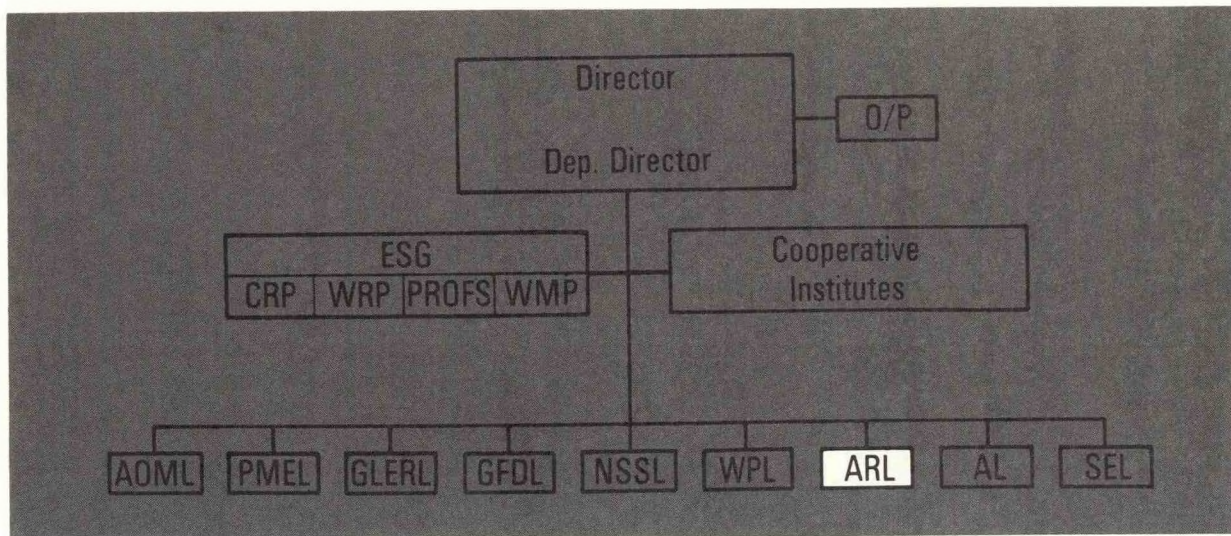 Director
O/P
Dep. Director
ESG
CRP WRP PROFS WMP
Cooperative
Institutes
AOML PMEL GLERL GFDL NSSL WPL ARL AL SEL